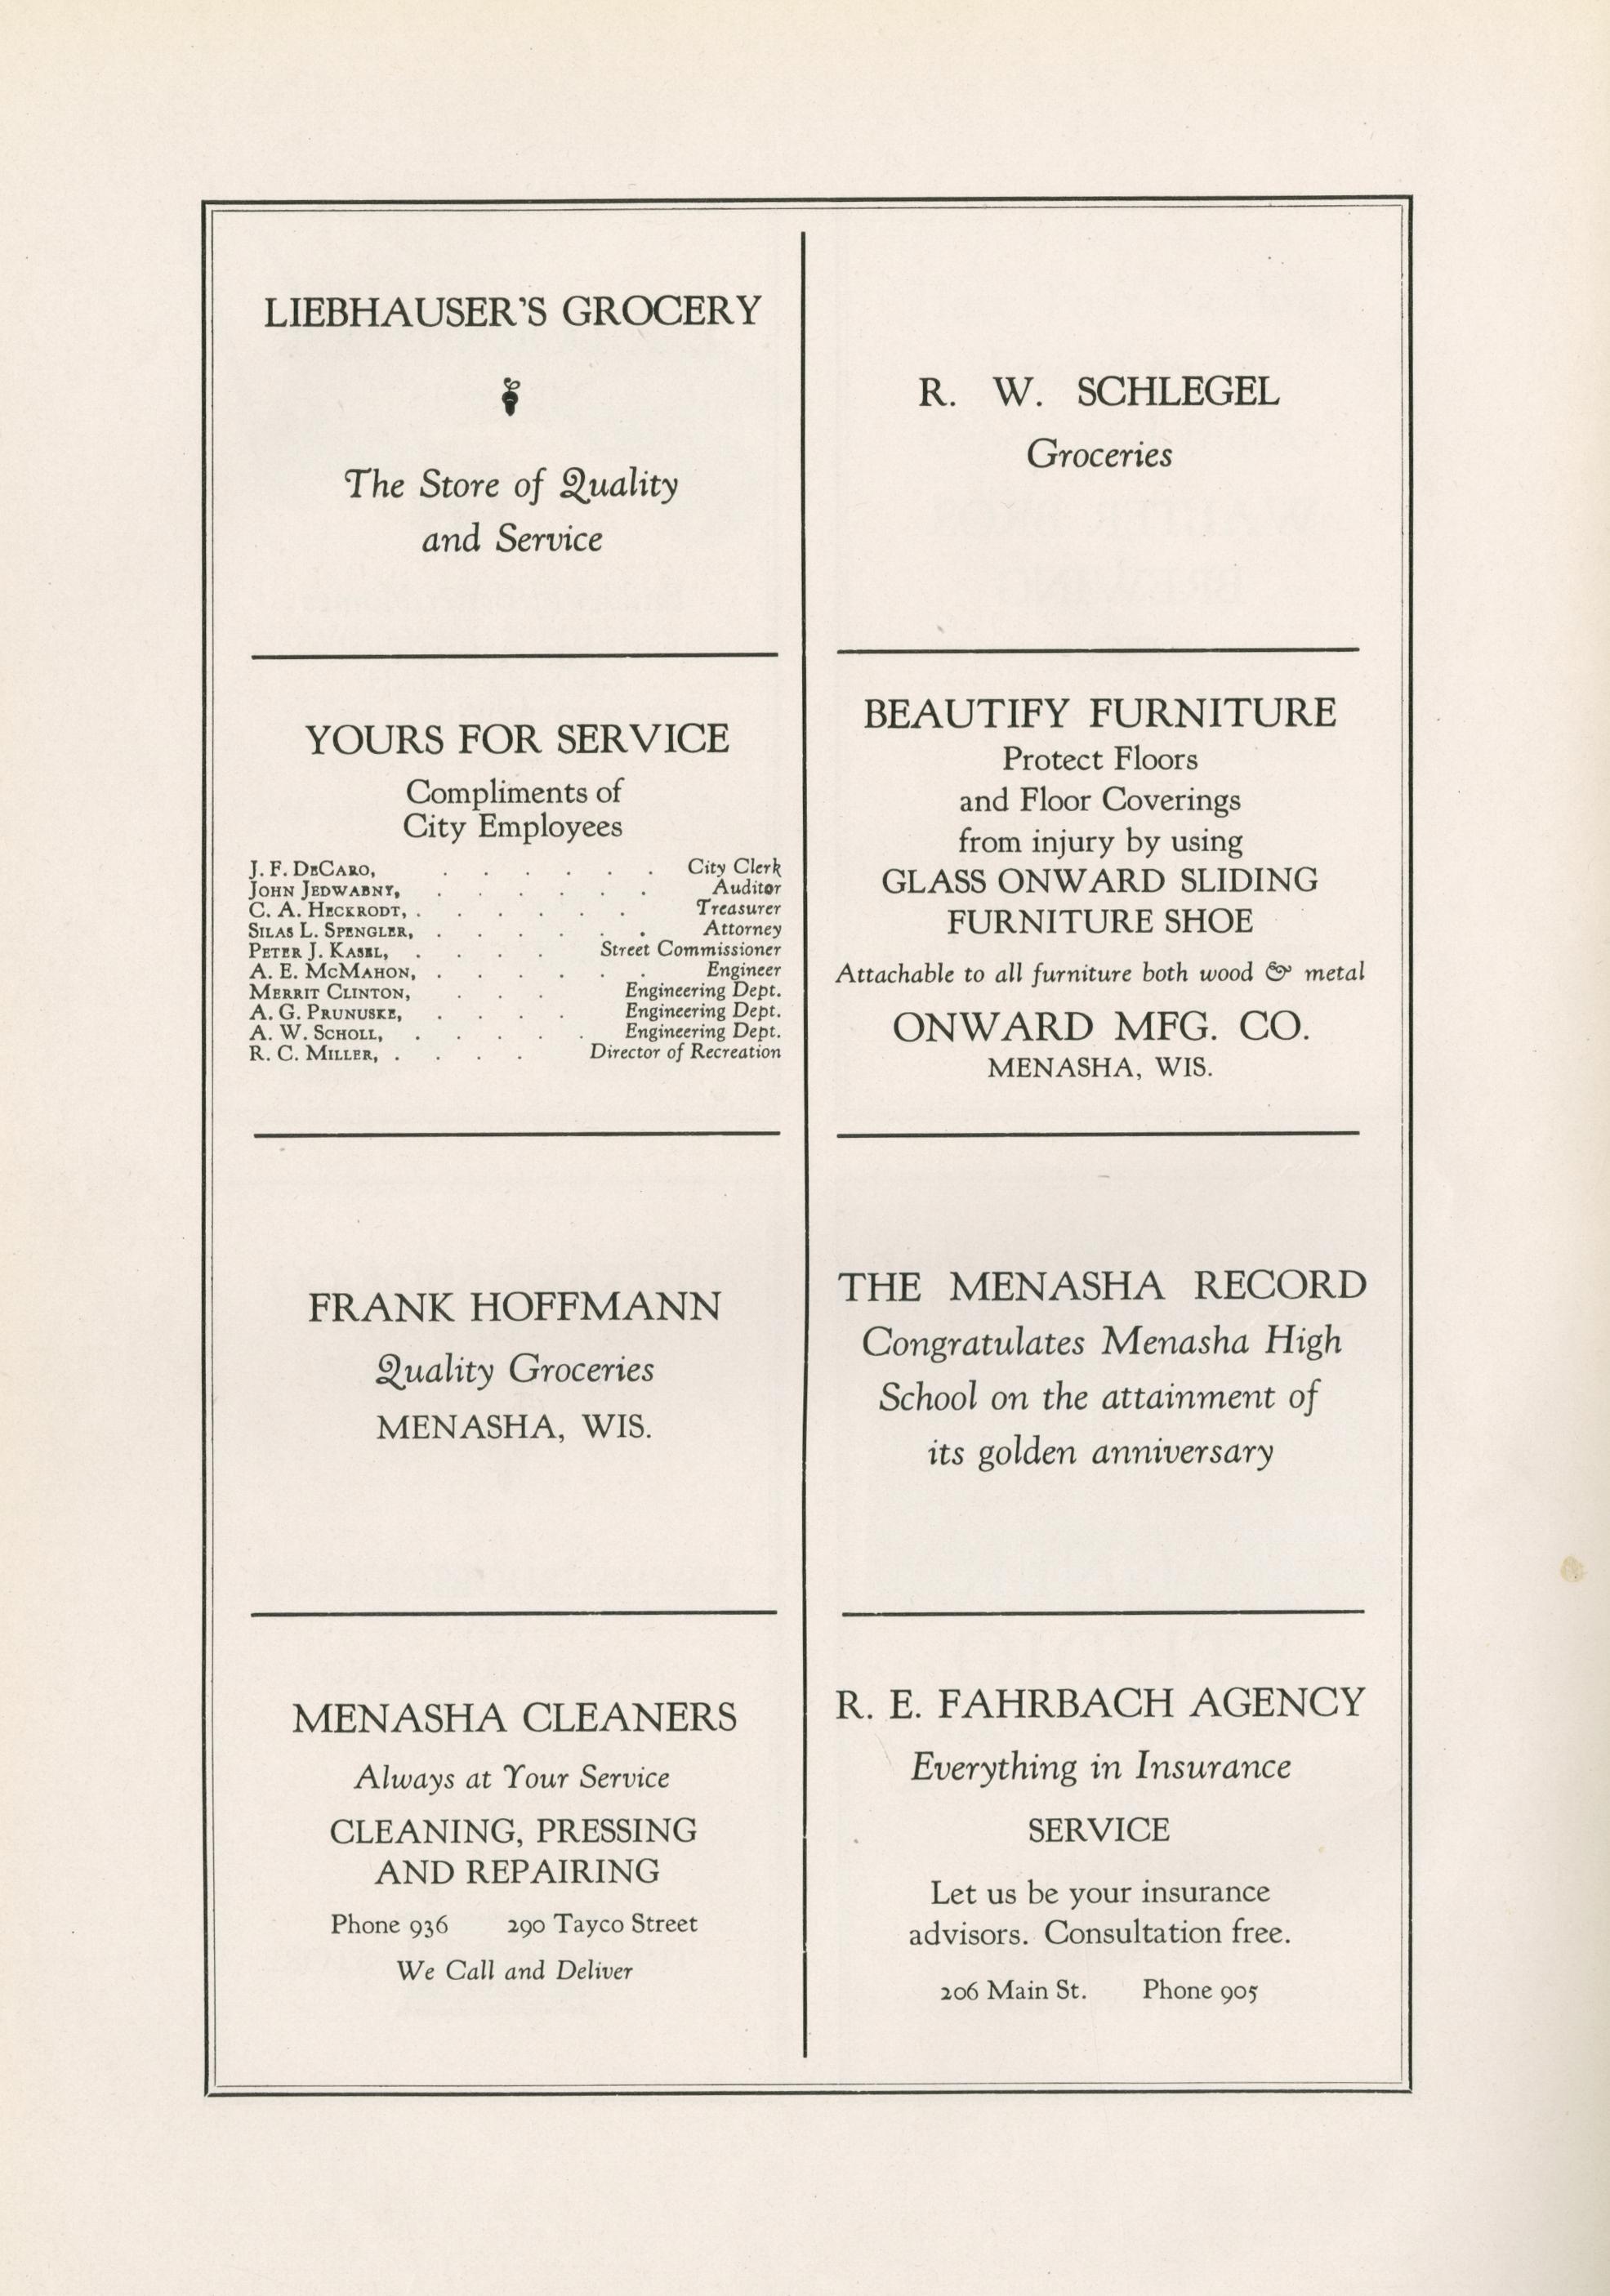 LIEBHAUSER'S GROCERY
The Store of Quality
and Service
YOURS FOR SERVICE
Compliments of
City Employees
J. F. DeCaro, . . . . . . City Clerk
John Jedwabny, . . . . . . Auditor
C. A. Heckrodt, . . . . . . Treasurer
Silas L. Spengler, . . . . . . Attorney
Peter J. Kasel, . . . . Street Commissioner
A. E. McMahon, . . . . . . Engineer
Merrit Clinton, . . . Engineering Dept.
A. G. Prunuske, . . . . Engineering Dept.
A. W. Scholl, . . . . . Engineering Dept.
R. C. Miller, . . . . Director of Recreation
FRANK HOFFMANN
Quality Groceries
MENASHA, WIS.
MENASHA CLEANERS
Always at Your Service
CLEANING, PRESSING
AND REPAIRING
Phone 936 290 Tayco Street
We Call and Deliver
R. W. SCHLEGEL
Groceries
BEAUTIFY FURNITURE
Protect Floors
and Floor Coverings
from injury by using
GLASS ONWARD SLIDING
FURNITURE SHOE
Attachable to all furniture both wood & metal
ONWARD MFG. CO.
MENASHA, WIS.
THE MENASHA RECORD
Congratulates Menasha High
School on the attainment of
its golden anniversary
R. E. FAHRBACH AGENCY
Everything in Insurance
SERVICE
Let us be your insurance
advisors. Consultation free.
206 Main St. Phone 905